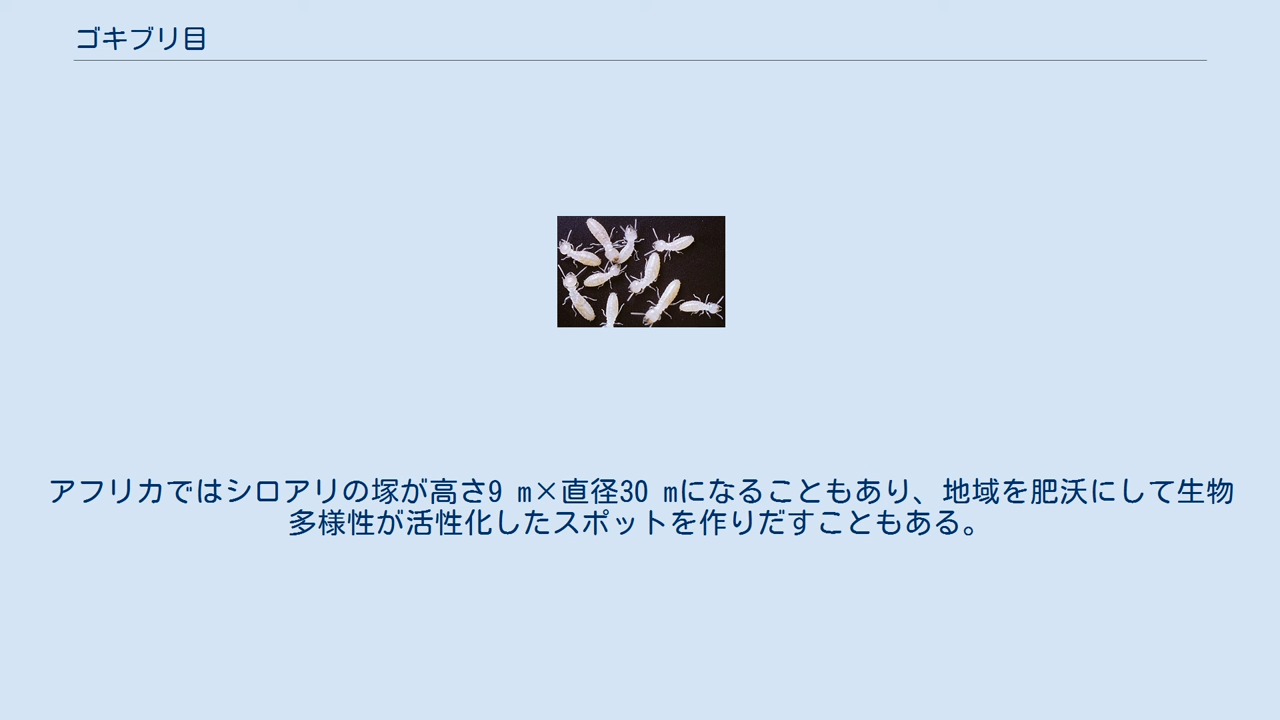 ゴキブリ目
アフリカではシロアリの塚が高さ9 m×直径30 mになることもあり、地域を肥沃にして生物
多様性が活性化したスポットを作りだすこともある。